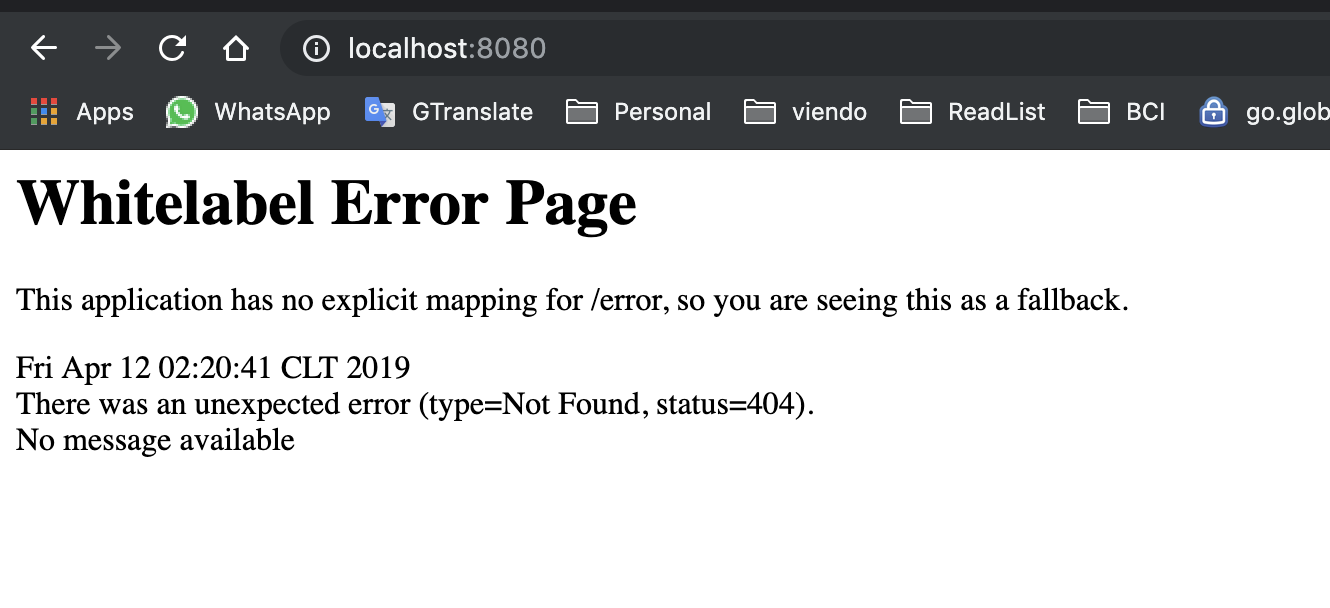 localhost:8080
Apps WhatsApp GTranslate Personal viendo ReadList BCI go.glob
Whitelabel Error Page
This application has no explicit mapping for /error, so you are seeing this as a fallback.
Fri Apr 12 02:20:41 CLT 2019
There was an unexpected error (type=Not Found, status=404).
No message available